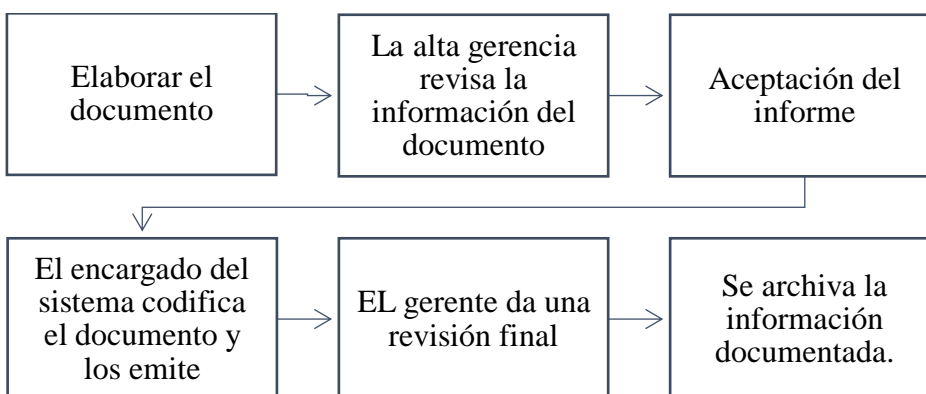 Elaborar el
documento
La alta gerencia
revisa la
información del
documento
Aceptación del
informe
El encargado del
sistema codifica
el documento y
los emite
EL gerente da una
revisión final
Se archiva la
información
documentada.